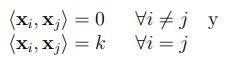 ⟨x_i, x_j⟩ = 0 ∀i ≠ j y
⟨x_i, x_j⟩ = k ∀i = j